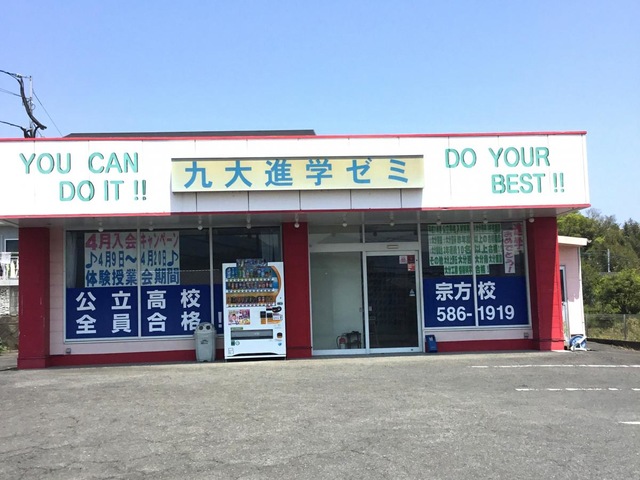 YOU CAN
DO IT !!
九大進学ゼミ
DO YOUR
BEST !!
4月入会キャンペーン
♪4月9日～4月21日♪
体験授業会期間
公立高校
全員合格!
宗方校
586-1919